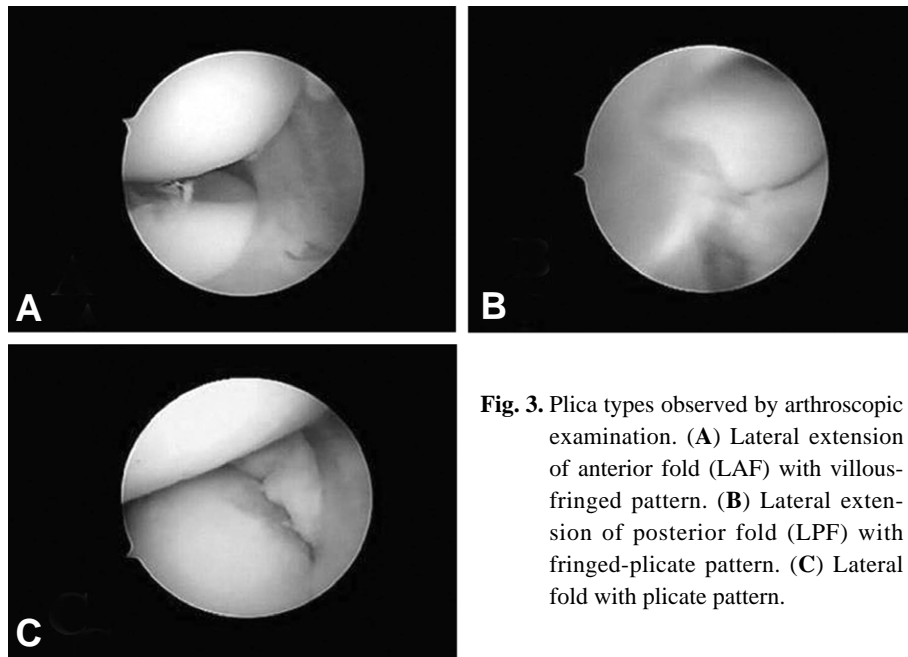 A
B
C
Fig. 3. Plica types observed by arthroscopic
examination. (A) Lateral extension
of anterior fold (LAF) with villous-
fringed pattern. (B) Lateral exten-
sion of posterior fold (LPF) with
fringed-plicate pattern. (C) Lateral
fold with plicate pattern.